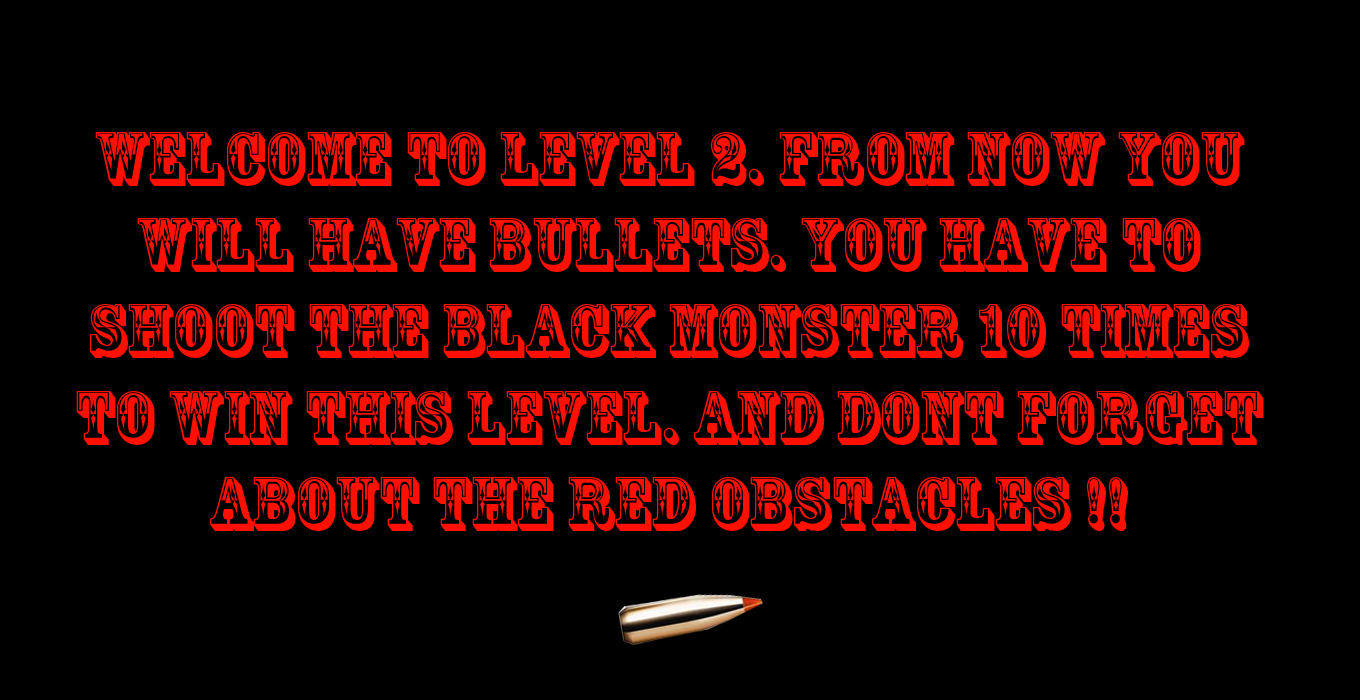 WELCOME TO LEVEL 2. FROM NOW YOU
WILL HAVE BULLETS. YOU HAVE TO
SHOOT THE BLACK MONSTER 10 TIMES
TO WIN THIS LEVEL. AND DONT FORGET
ABOUT THE RED OBSTACLES !!